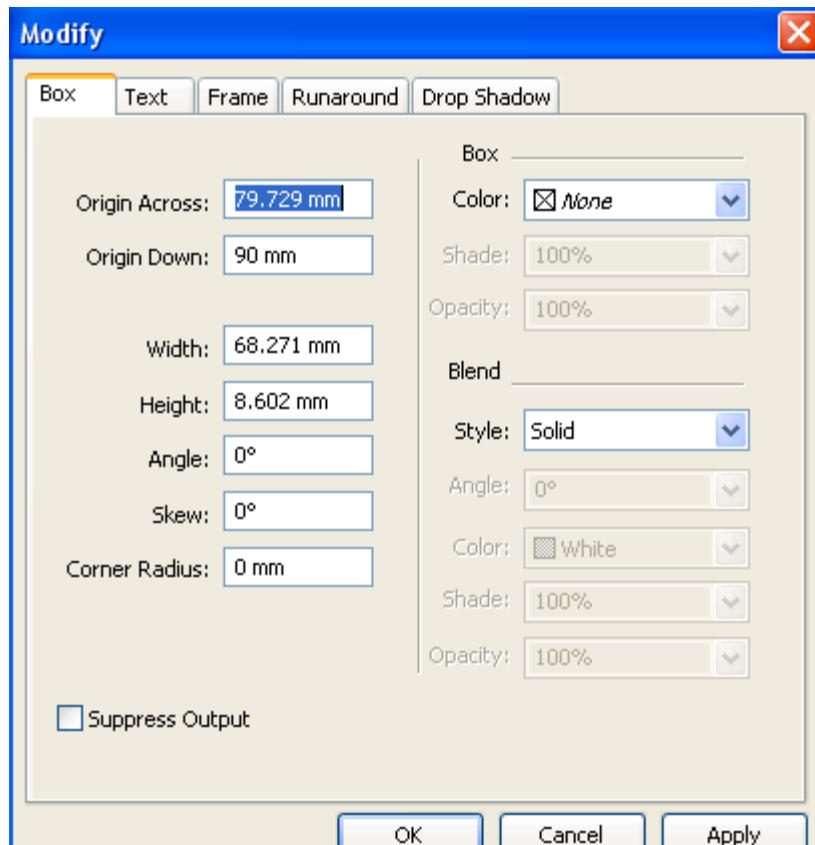 Modify
Box Text Frame Runaround Drop Shadow
Origin Across: 79.729 mm
Origin Down: 90 mm
Width: 68.271 mm
Height: 8.602 mm
Angle: 0°
Skew: 0°
Corner Radius: 0 mm
Suppress Output
Box
Color: None
Shade: 100%
Opacity: 100%
Blend
Style: Solid
Angle: 0°
Color: White
Shade: 100%
Opacity: 100%
OK Cancel Apply